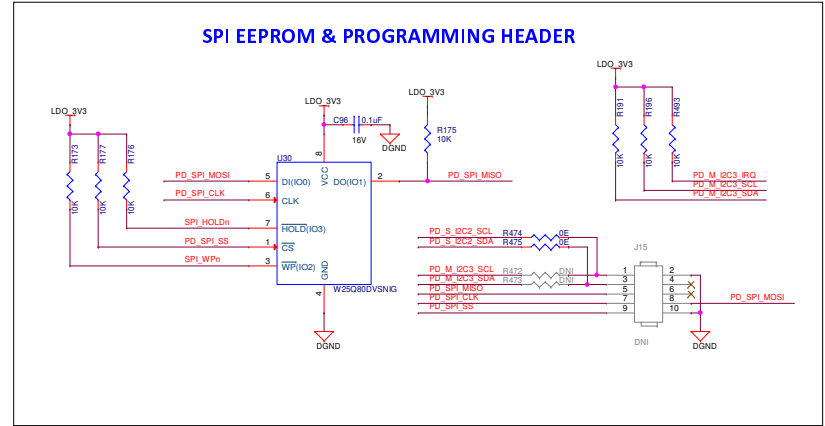 SPI EEPROM & PROGRAMMING HEADER
LDO_3V3
LDO_3V3
LDO_3V3
LDO_3V3
R173
10K
R177
10K
R176
10K
C96
0.1uF
16V
DGND
R175
10K
R191
10K
R196
10K
R493
10K
U30
8
VCC
PD_SPI_MOSI
5
DI(IO0)
DO(IO1)
2
PD_SPI_MISO
PD_SPI_CLK
6
CLK
SPI_HOLDn
7
HOLD(IO3)
PD_SPI_SS
1
CS
SPI_WPn
3
WP(IO2)
GND
4
W25Q80DVSNIG
DGND
PD_M_I2C3_IRQ
PD_M_I2C3_SCL
PD_M_I2C3_SDA
PD_S_I2C2_SCL
R474
0E
PD_S_I2C2_SDA
R475
0E
J15
PD_M_I2C3_SCL
R472
DNI
1
2
PD_M_I2C3_SDA
R473
DNI
3
4
PD_SPI_MISO
5
6
PD_SPI_CLK
7
8
PD_SPI_MOSI
PD_SPI_SS
9
10
DNI
DGND